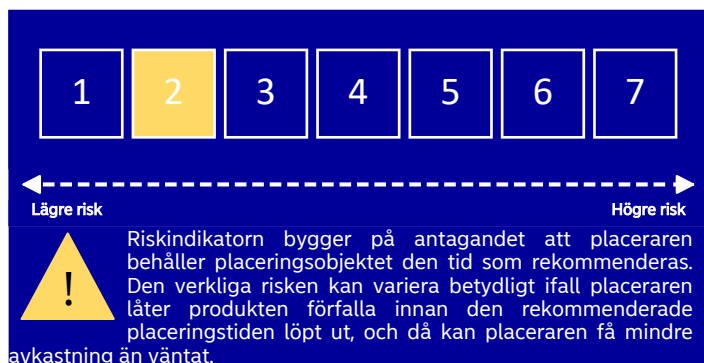 1 2 3 4 5 6 7
Lägre risk Högre risk
! Riskindikatorn bygger på antagandet att placeraren
behåller placeringsobjektet den tid som rekommenderas.
Den verkliga risken kan variera betydligt ifall placeraren
låter produkten förfalla innan den rekommenderade
placeringstiden löpt ut, och då kan placeraren få mindre
avkastning än väntat.